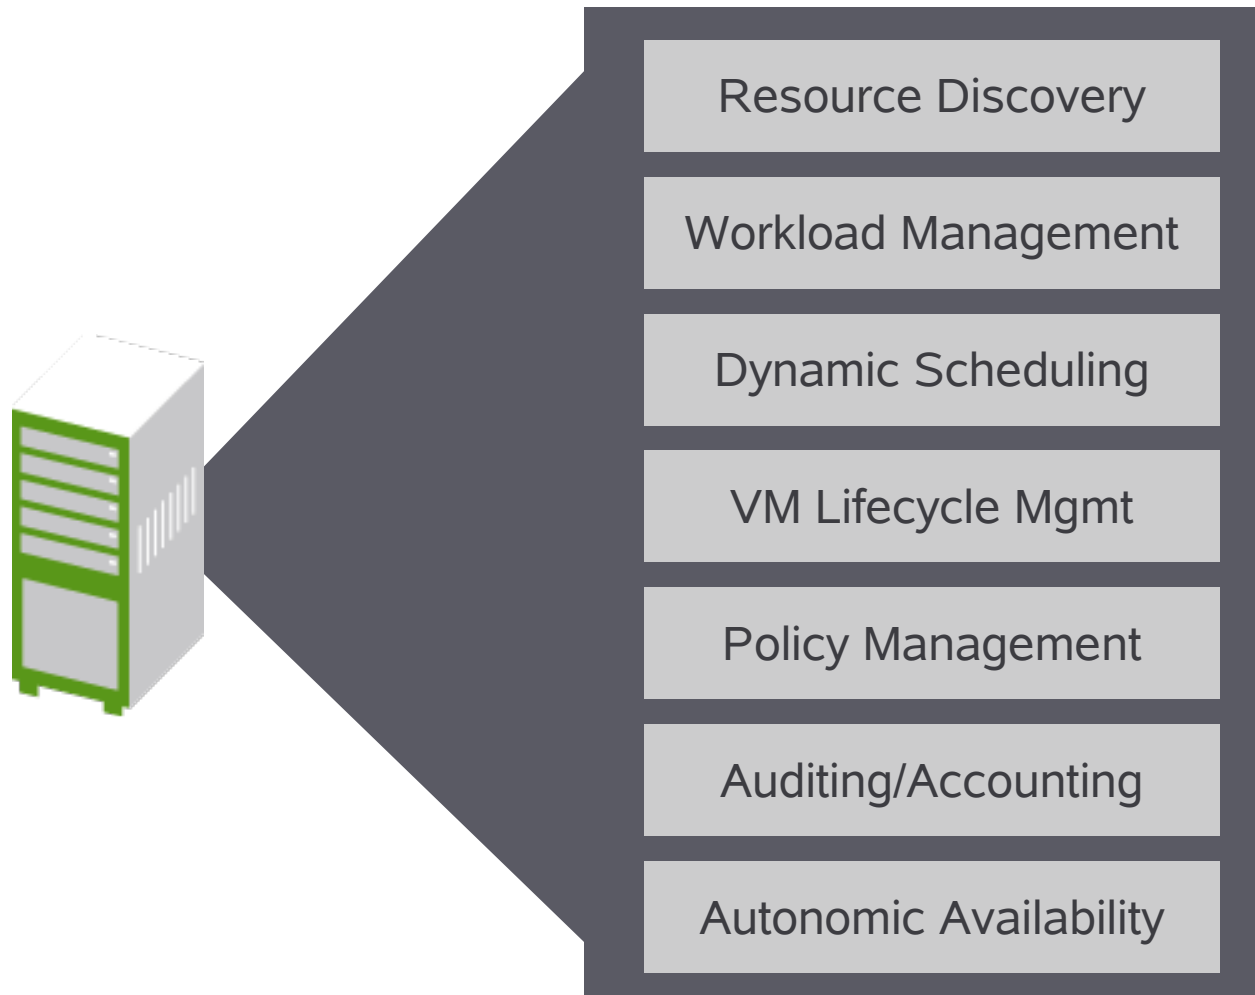 Resource Discovery
Workload Management
Dynamic Scheduling
VM Lifecycle Mgmt
Policy Management
Auditing/Accounting
Autonomic Availability